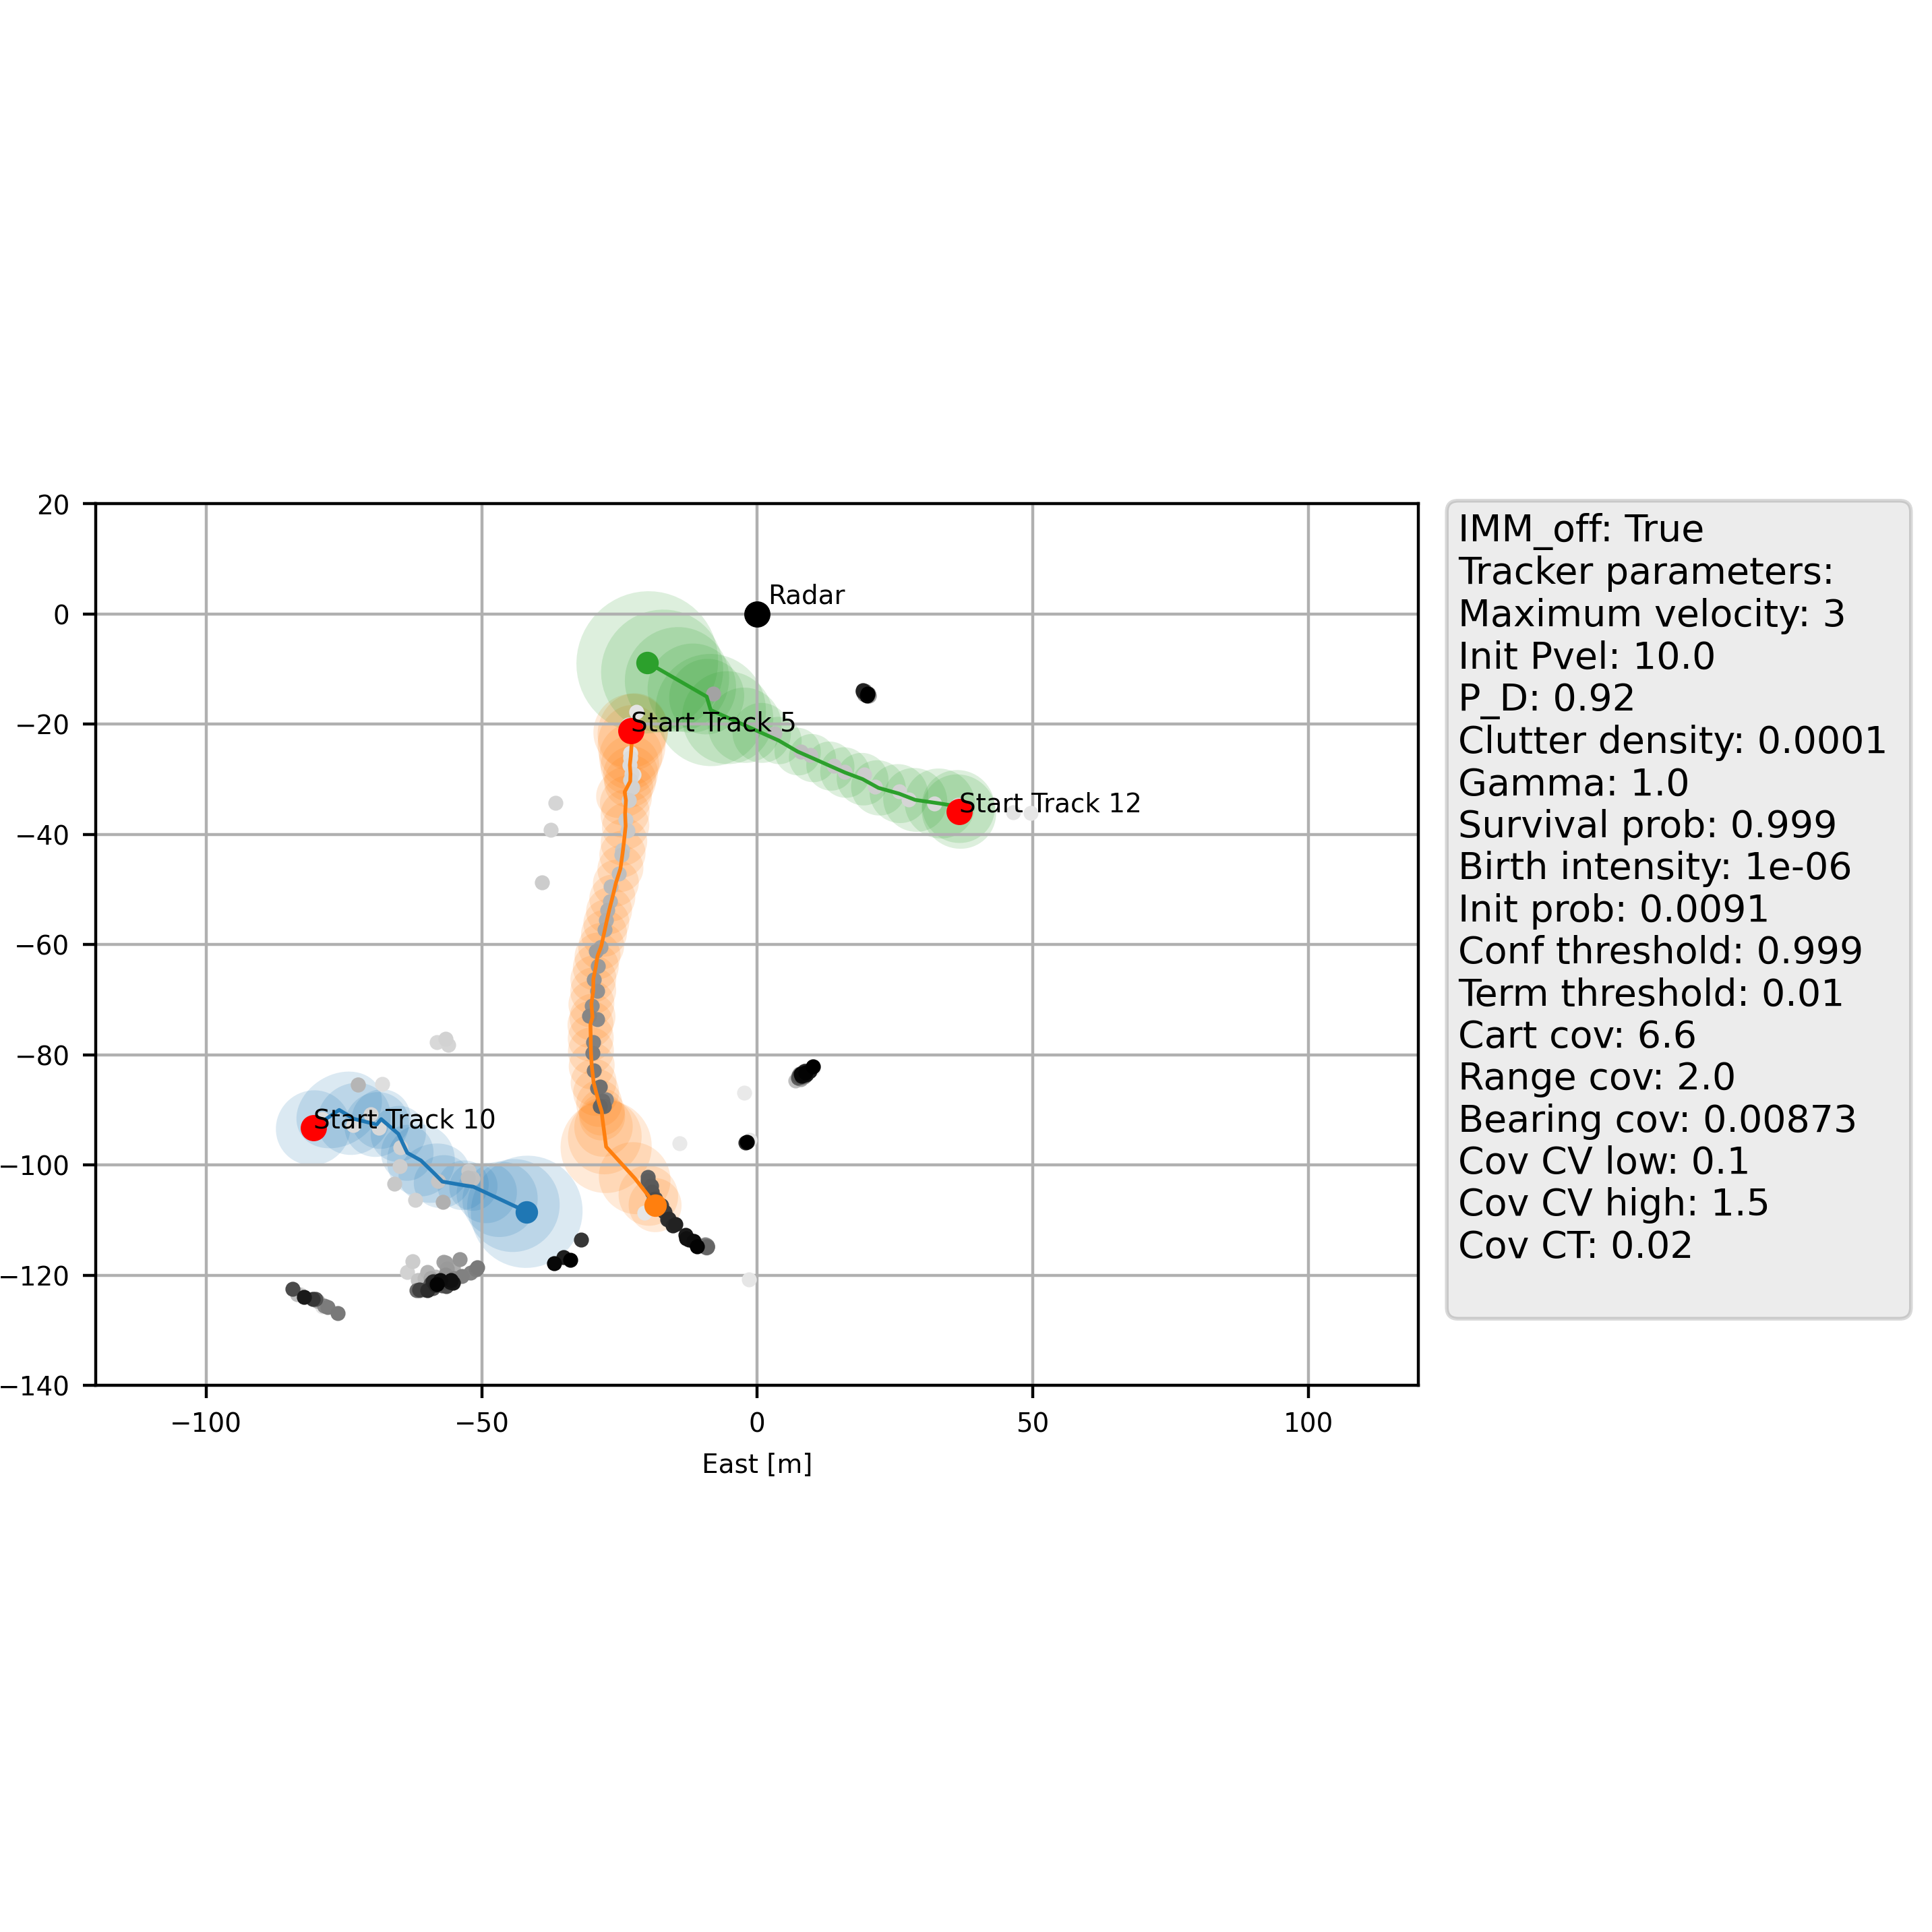 20
0
−20
−40
−60
−80
−100
−120
−140
−100
−50
0
50
100
East [m]
Radar
Start Track 5
Start Track 12
Start Track 10
IMM_off: True
Tracker parameters:
Maximum velocity: 3
Init Pvel: 10.0
P_D: 0.92
Clutter density: 0.0001
Gamma: 1.0
Survival prob: 0.999
Birth intensity: 1e-06
Init prob: 0.0091
Conf threshold: 0.999
Term threshold: 0.01
Cart cov: 6.6
Range cov: 2.0
Bearing cov: 0.00873
Cov CV low: 0.1
Cov CV high: 1.5
Cov CT: 0.02